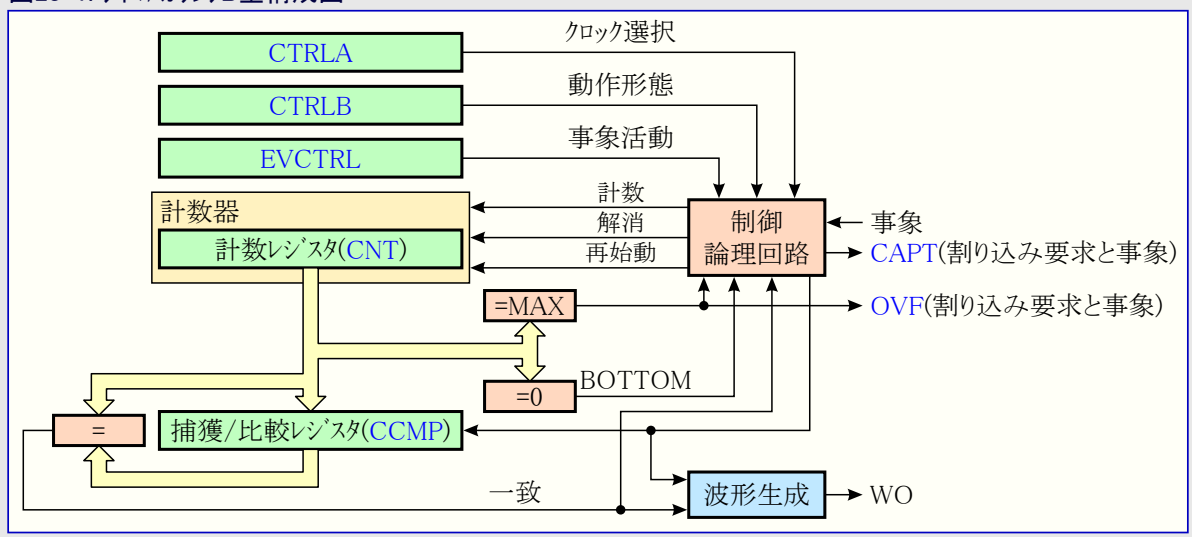 CTRLA
クロック選択
CTRLB
動作形態
EVCTRL
事象活動
計数器
計数レジスタ(CNT)
計数
解消
再始動
制御
論理回路
事象
CAPT(割り込み要求と事象)
=MAX
OVF(割り込み要求と事象)
=0
BOTTOM
=
捕獲/比較レジスタ(CCMP)
一致
波形生成
WO